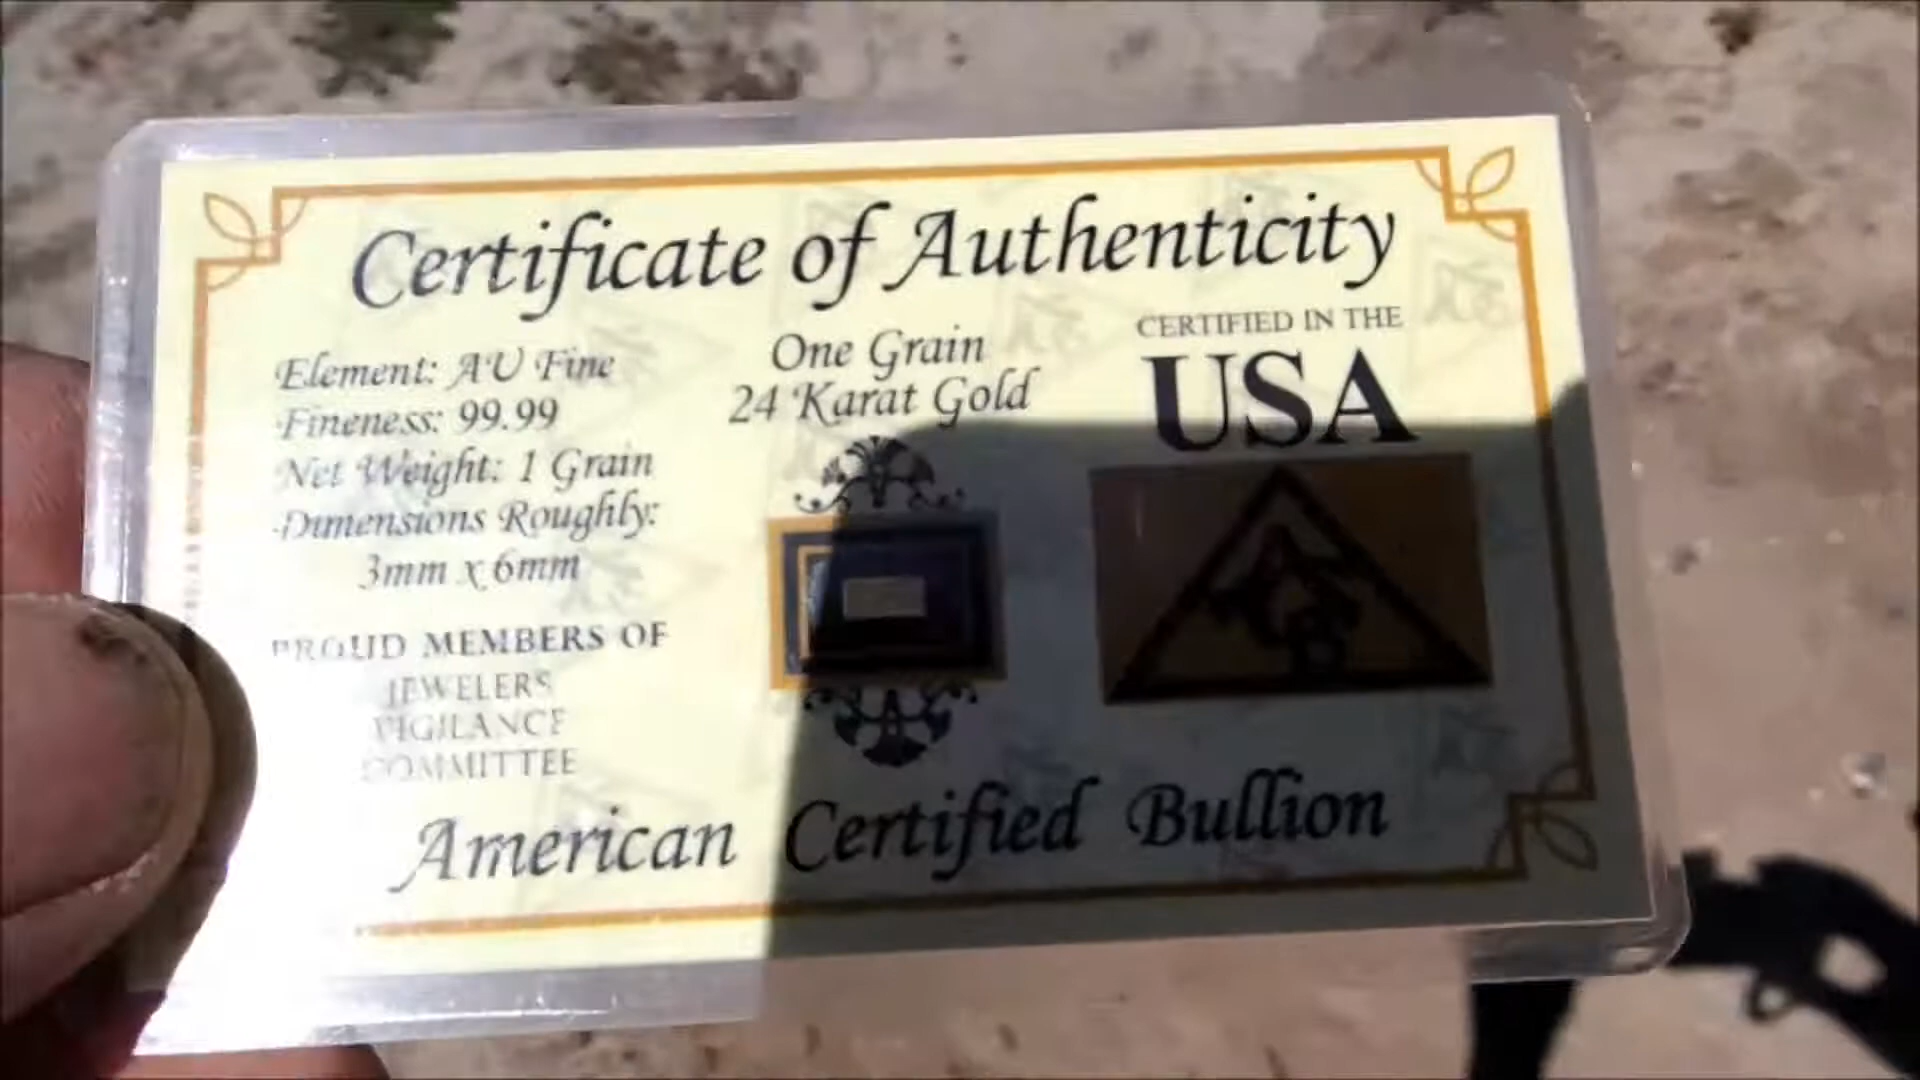 Certificate of Authenticity
Element: AU Fine
Fineness: 99.99
Net Weight: 1 Grain
Dimensions Roughly:
3mm x 6mm
PROUD MEMBERS OF
JEWELERS
VIGILANCE
COMMITTEE
One Grain
24 Karat Gold
CERTIFIED IN THE
USA
ACB
American Certified Bullion